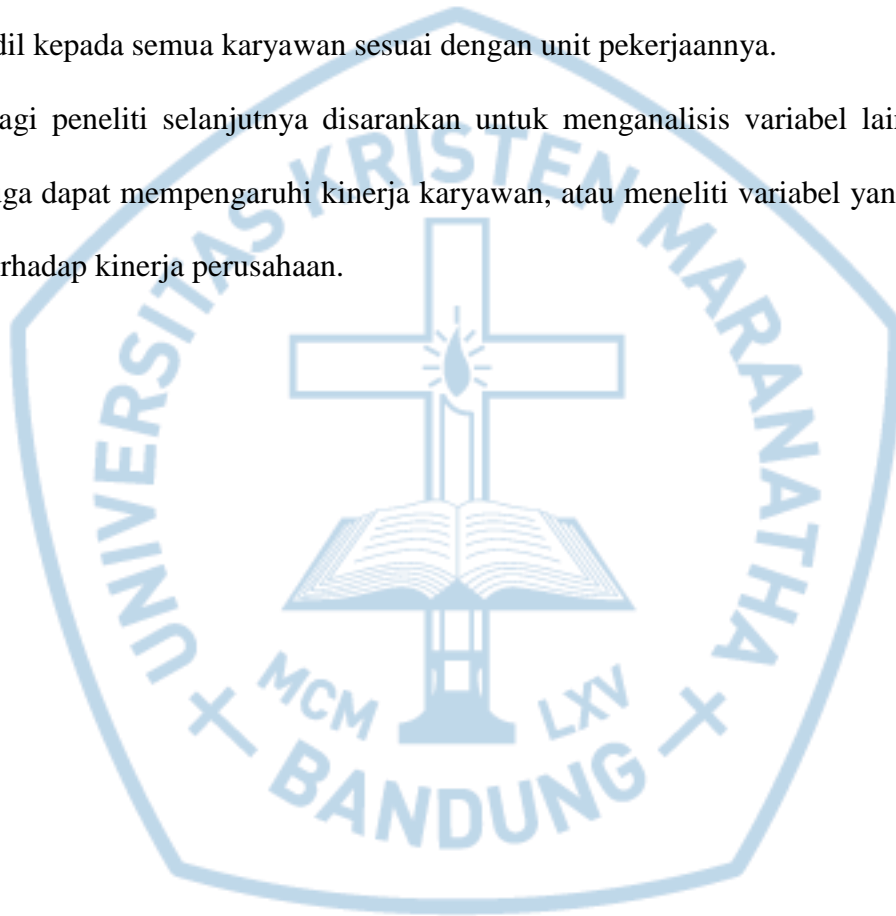 dil kepada semua karyawan sesuai dengan unit pekerjaannya.
agi peneliti selanjutnya disarankan untuk menganalisis variabel lain
ga dapat mempengaruhi kinerja karyawan, atau meneliti variabel yan
rhadap kinerja perusahaan.
UNIVERSITAS KRISTEN MARANATHA
MCM LXV
BANDUNG